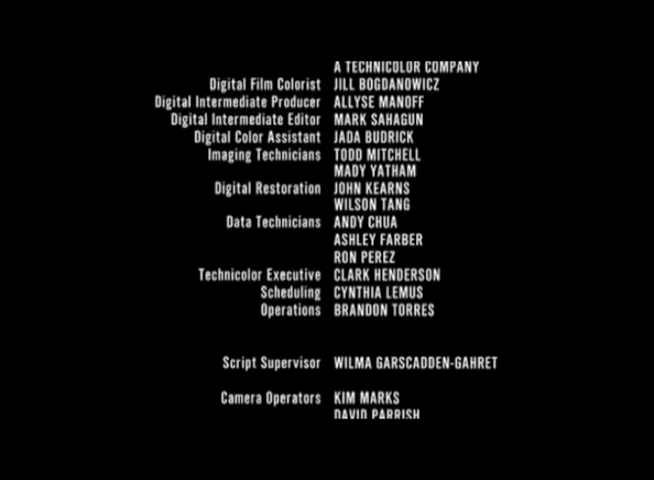 A TECHNICOLOR COMPANY
Digital Film Colorist JILL BOGDANOWICZ
Digital Intermediate Producer ALLYSE MANOFF
Digital Intermediate Editor MARK SAHAGUN
Digital Color Assistant JADA BUDRICK
Imaging Technicians TODD MITCHELL
MADY YATHAM
Digital Restoration JOHN KEARNS
WILSON TANG
Data Technicians ANDY CHUA
ASHLEY FARBER
RON PEREZ
Technicolor Executive CLARK HENDERSON
Scheduling CYNTHIA LEMUS
Operations BRANDON TORRES
Script Supervisor WILMA GARSCADDEN-GAHRET
Camera Operators KIM MARKS
DAVID PARRISH